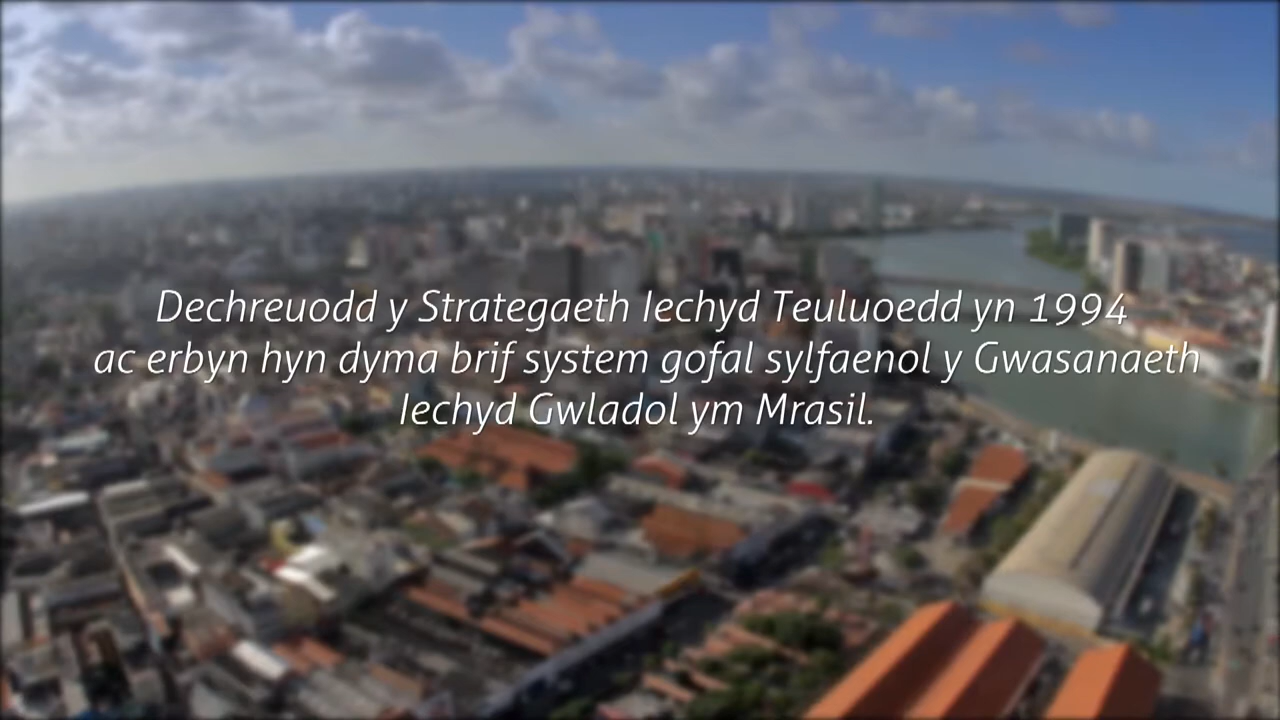 Dechreuodd y Strategaeth Iechyd Teuluoedd yn 1994
ac erbyn hyn dyma brif system gofal sylfaenol y Gwasanaeth
Iechyd Gwladol ym Mrasil.